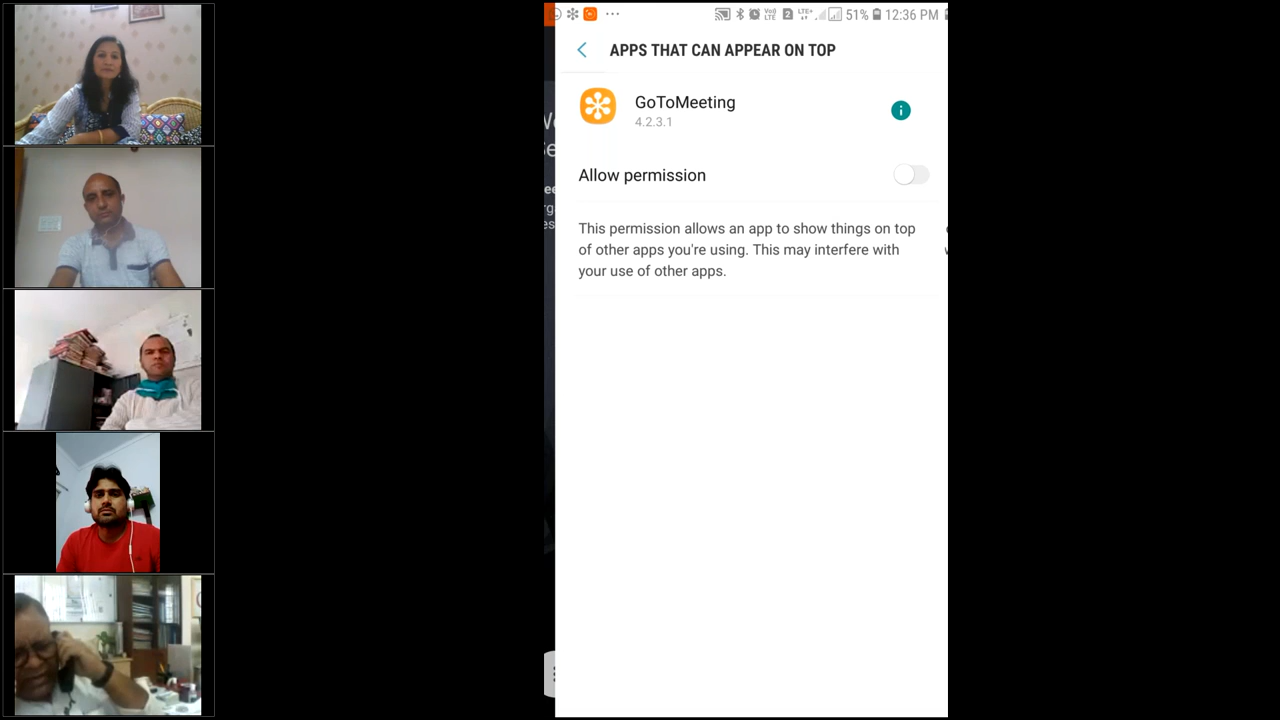 51% 12:36 PM
APPS THAT CAN APPEAR ON TOP
GoToMeeting
4.2.3.1
Allow permission
This permission allows an app to show things on top
of other apps you're using. This may interfere with
your use of other apps.